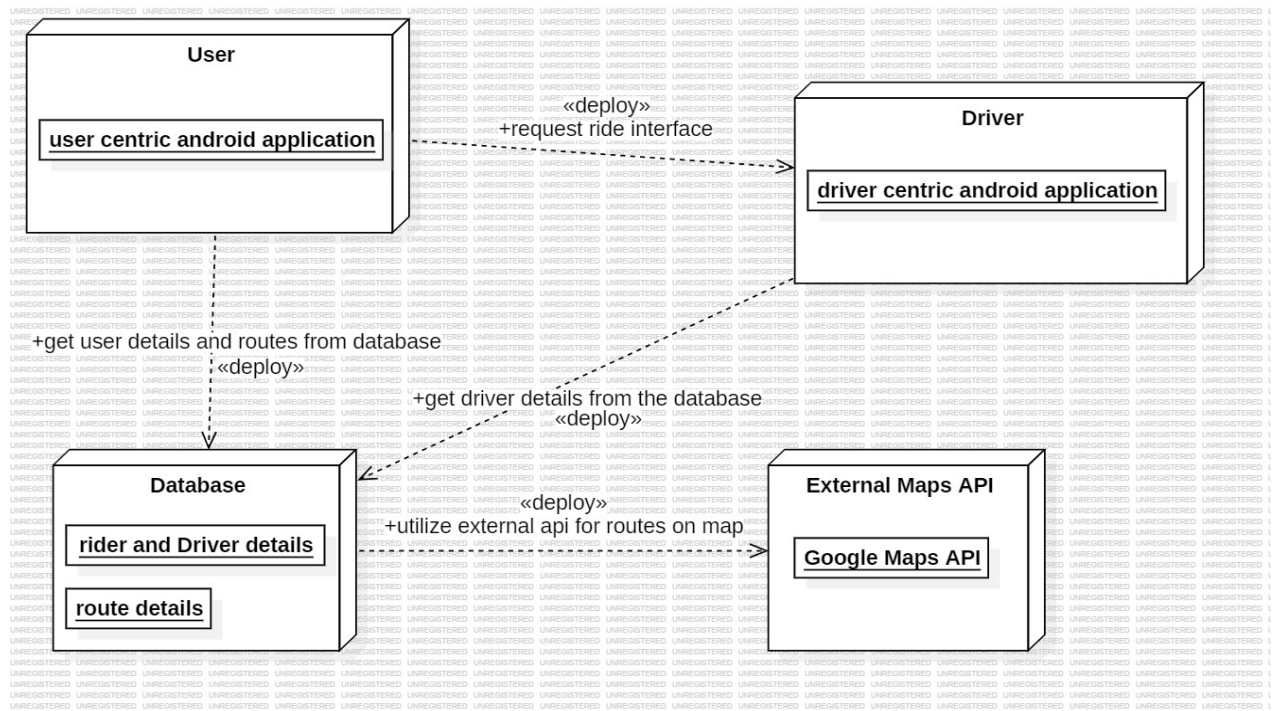 User
user centric android application
«deploy»
+request ride interface
Driver
driver centric android application
+get user details and routes from database
«deploy»
+get driver details from the database
«deploy»
Database
rider and Driver details
route details
«deploy»
+utilize external api for routes on map
External Maps API
Google Maps API
UNREGISTERED